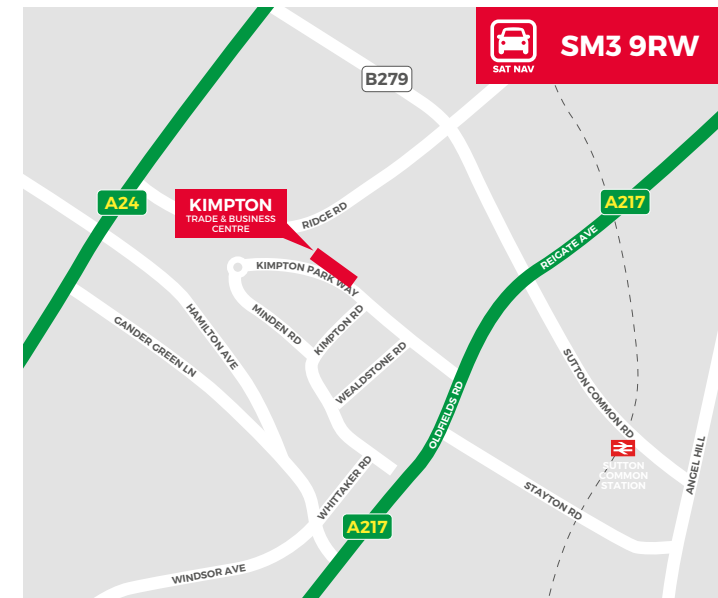 SAT NAV
SM3 9RW
B279
A24
KIMPTON
TRADE & BUSINESS
CENTRE
RIDGE RD
A217
REIGATE AVE
KIMPTON PARK WAY
MINDEN RD
KIMPTON RD
HAMILTON AVE
GANDER GREEN LN
WEALDSTONE RD
OLDFIELDS RD
SUTTON COMMON RD
SUTTON
COMMON
STATION
ANGEL HILL
WHITTAKER RD
STAYTON RD
A217
WINDSOR AVE